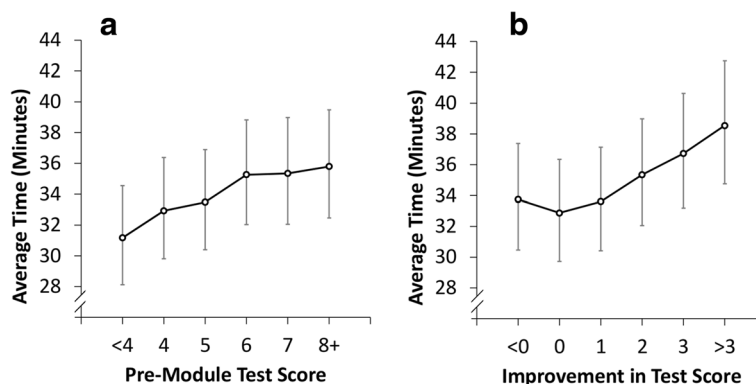 a
44
42
40
38
36
34
32
30
28
Average Time (Minutes)
<4 4 5 6 7 8+
Pre-Module Test Score
b
44
42
40
38
36
34
32
30
28
Average Time (Minutes)
<0 0 1 2 3 >3
Improvement in Test Score